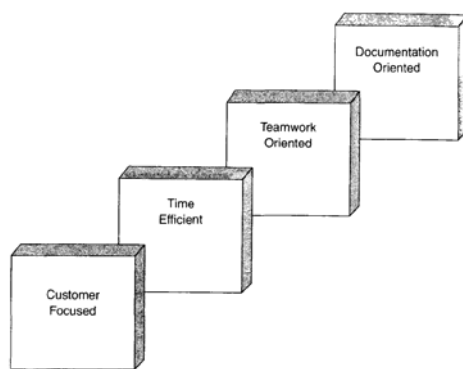 Documentation
Oriented
Teamwork
Oriented
Time
Efficient
Customer
Focused